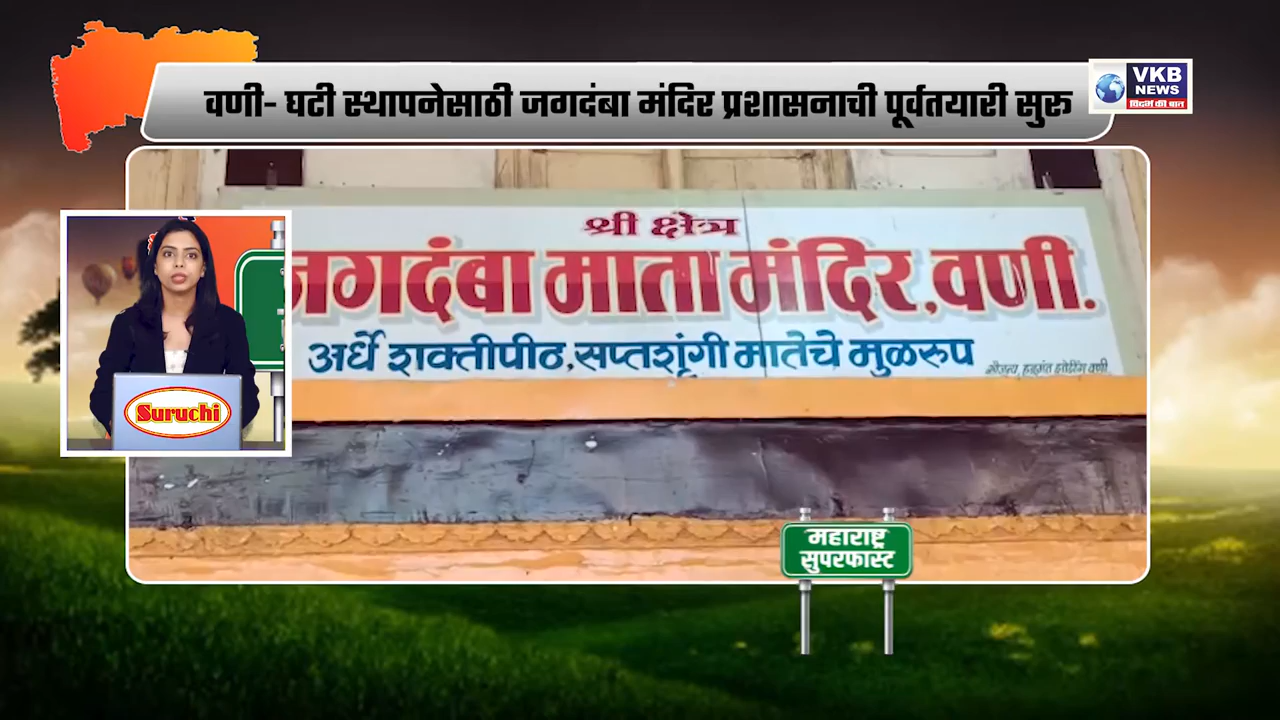 वणी- घटी स्थापनेसाठी जगदंबा मंदिर प्रशासनाची पूर्वतयारी सुरु
VKB
NEWS
विदर्भ की बात
श्री क्षेत्र
जगदंबा माता मंदिर,वणी.
अर्धे शक्तीपीठ,सप्तशृंगी मातेचे मुळरुप
Suruchi
महाराष्ट्र
सुपरफास्ट